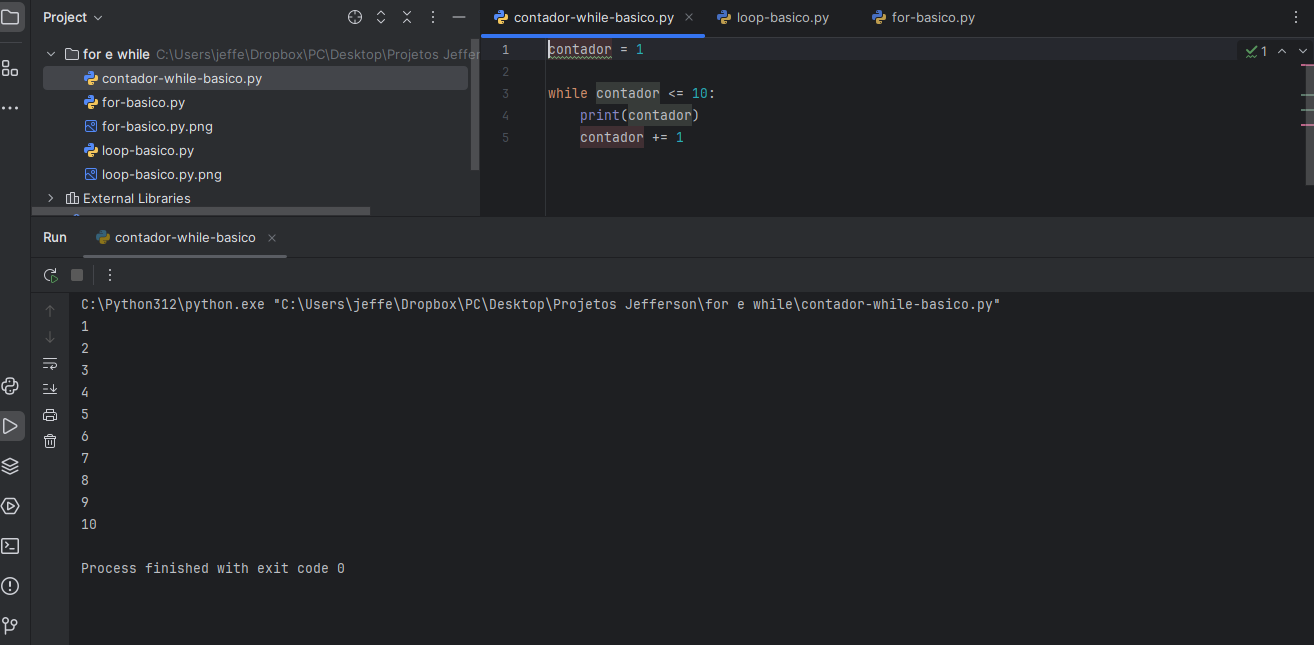 Project
for e while C:\Users\jeffe\Dropbox\PC\Desktop\Projetos Jeffer
contador-while-basico.py
for-basico.py
for-basico.py.png
loop-basico.py
loop-basico.py.png
External Libraries
contador-while-basico.py loop-basico.py for-basico.py
1 contador = 1
2
3 while contador <= 10:
4 print(contador)
5 contador += 1
1
Run contador-while-basico
C:\Python312\python.exe "C:\Users\jeffe\Dropbox\PC\Desktop\Projetos Jefferson\for e while\contador-while-basico.py"
1
2
3
4
5
6
7
8
9
10
Process finished with exit code 0